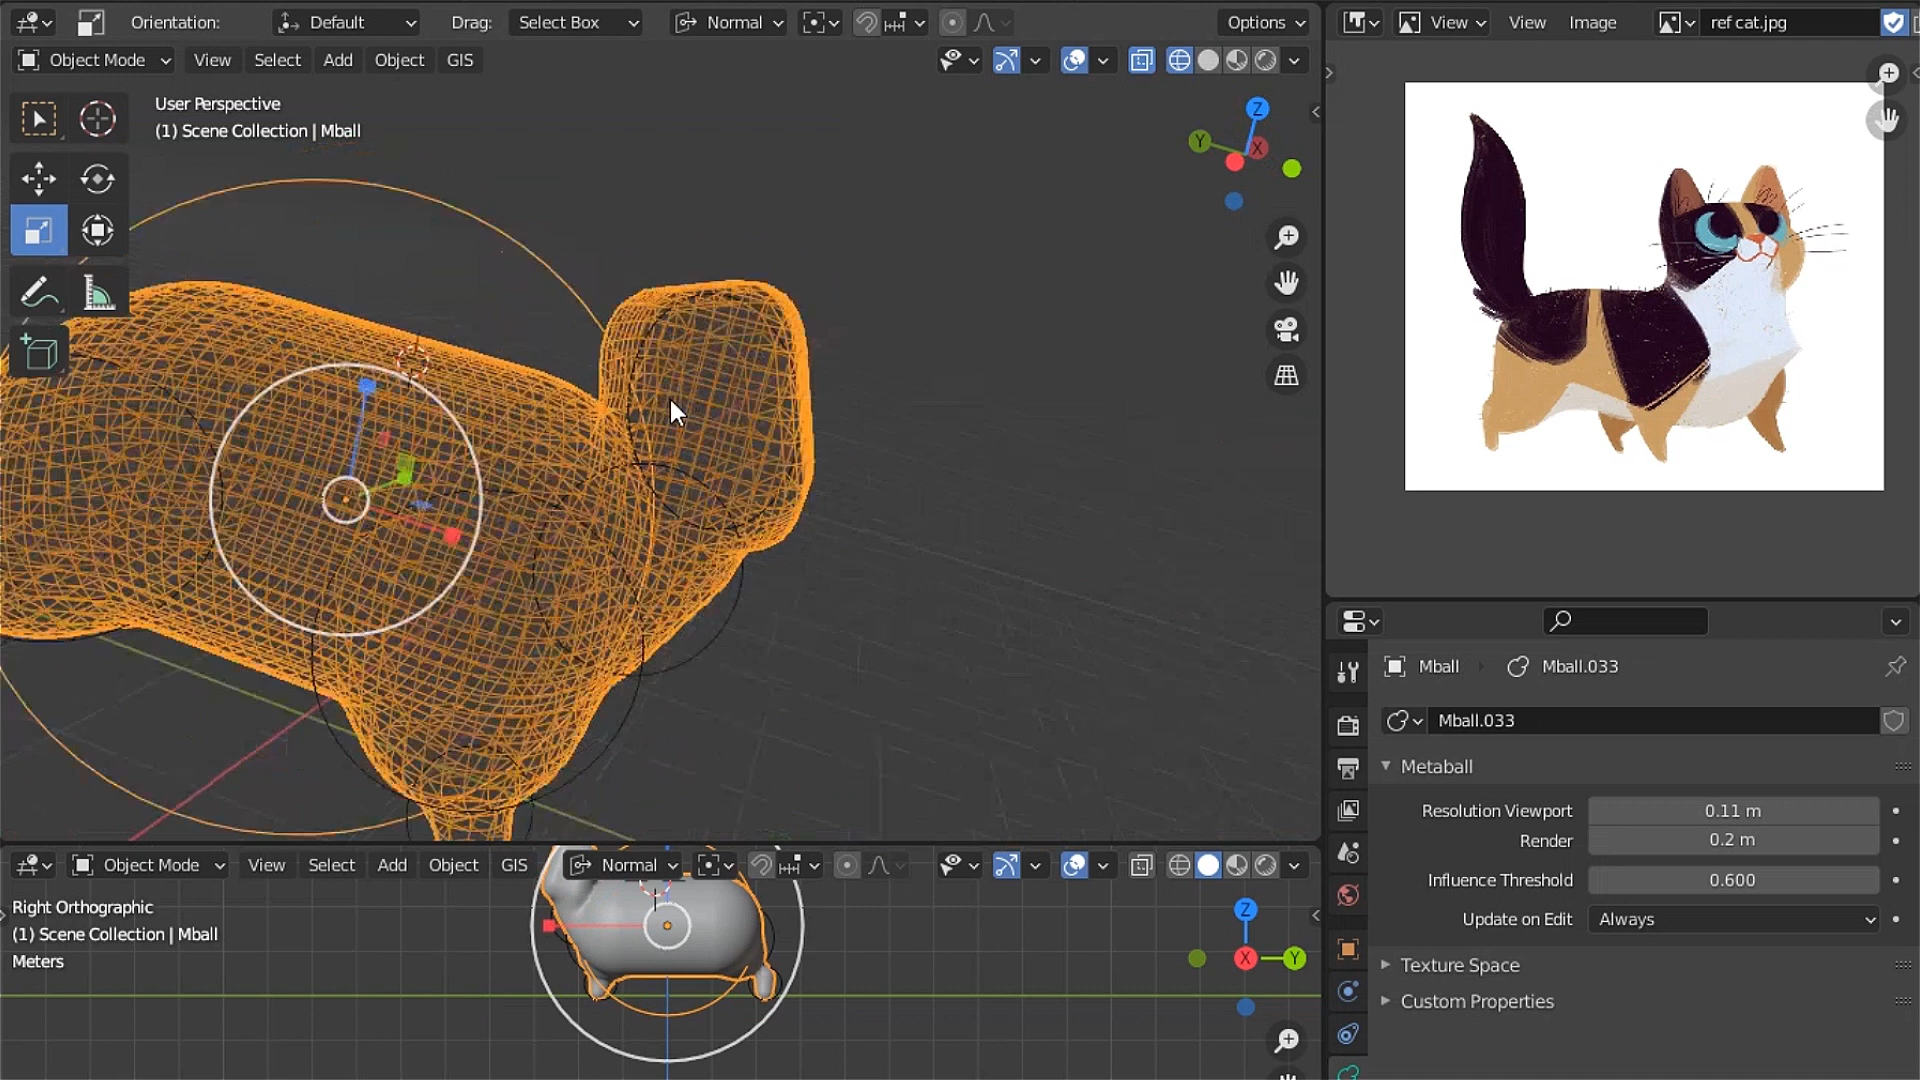 Orientation: Default Drag: Select Box Normal Options
Object Mode View Select Add Object GIS
User Perspective
(1) Scene Collection | Mball
Z
Y X
View View Image ref cat.jpg
Mball Mball.033
Mball.033
Metaball
Resolution Viewport 0.11 m
Render 0.2 m
Influence Threshold 0.600
Update on Edit Always
Texture Space
Custom Properties
Object Mode View Select Add Object GIS Normal
Right Orthographic
(1) Scene Collection | Mball
Meters
Z
X Y